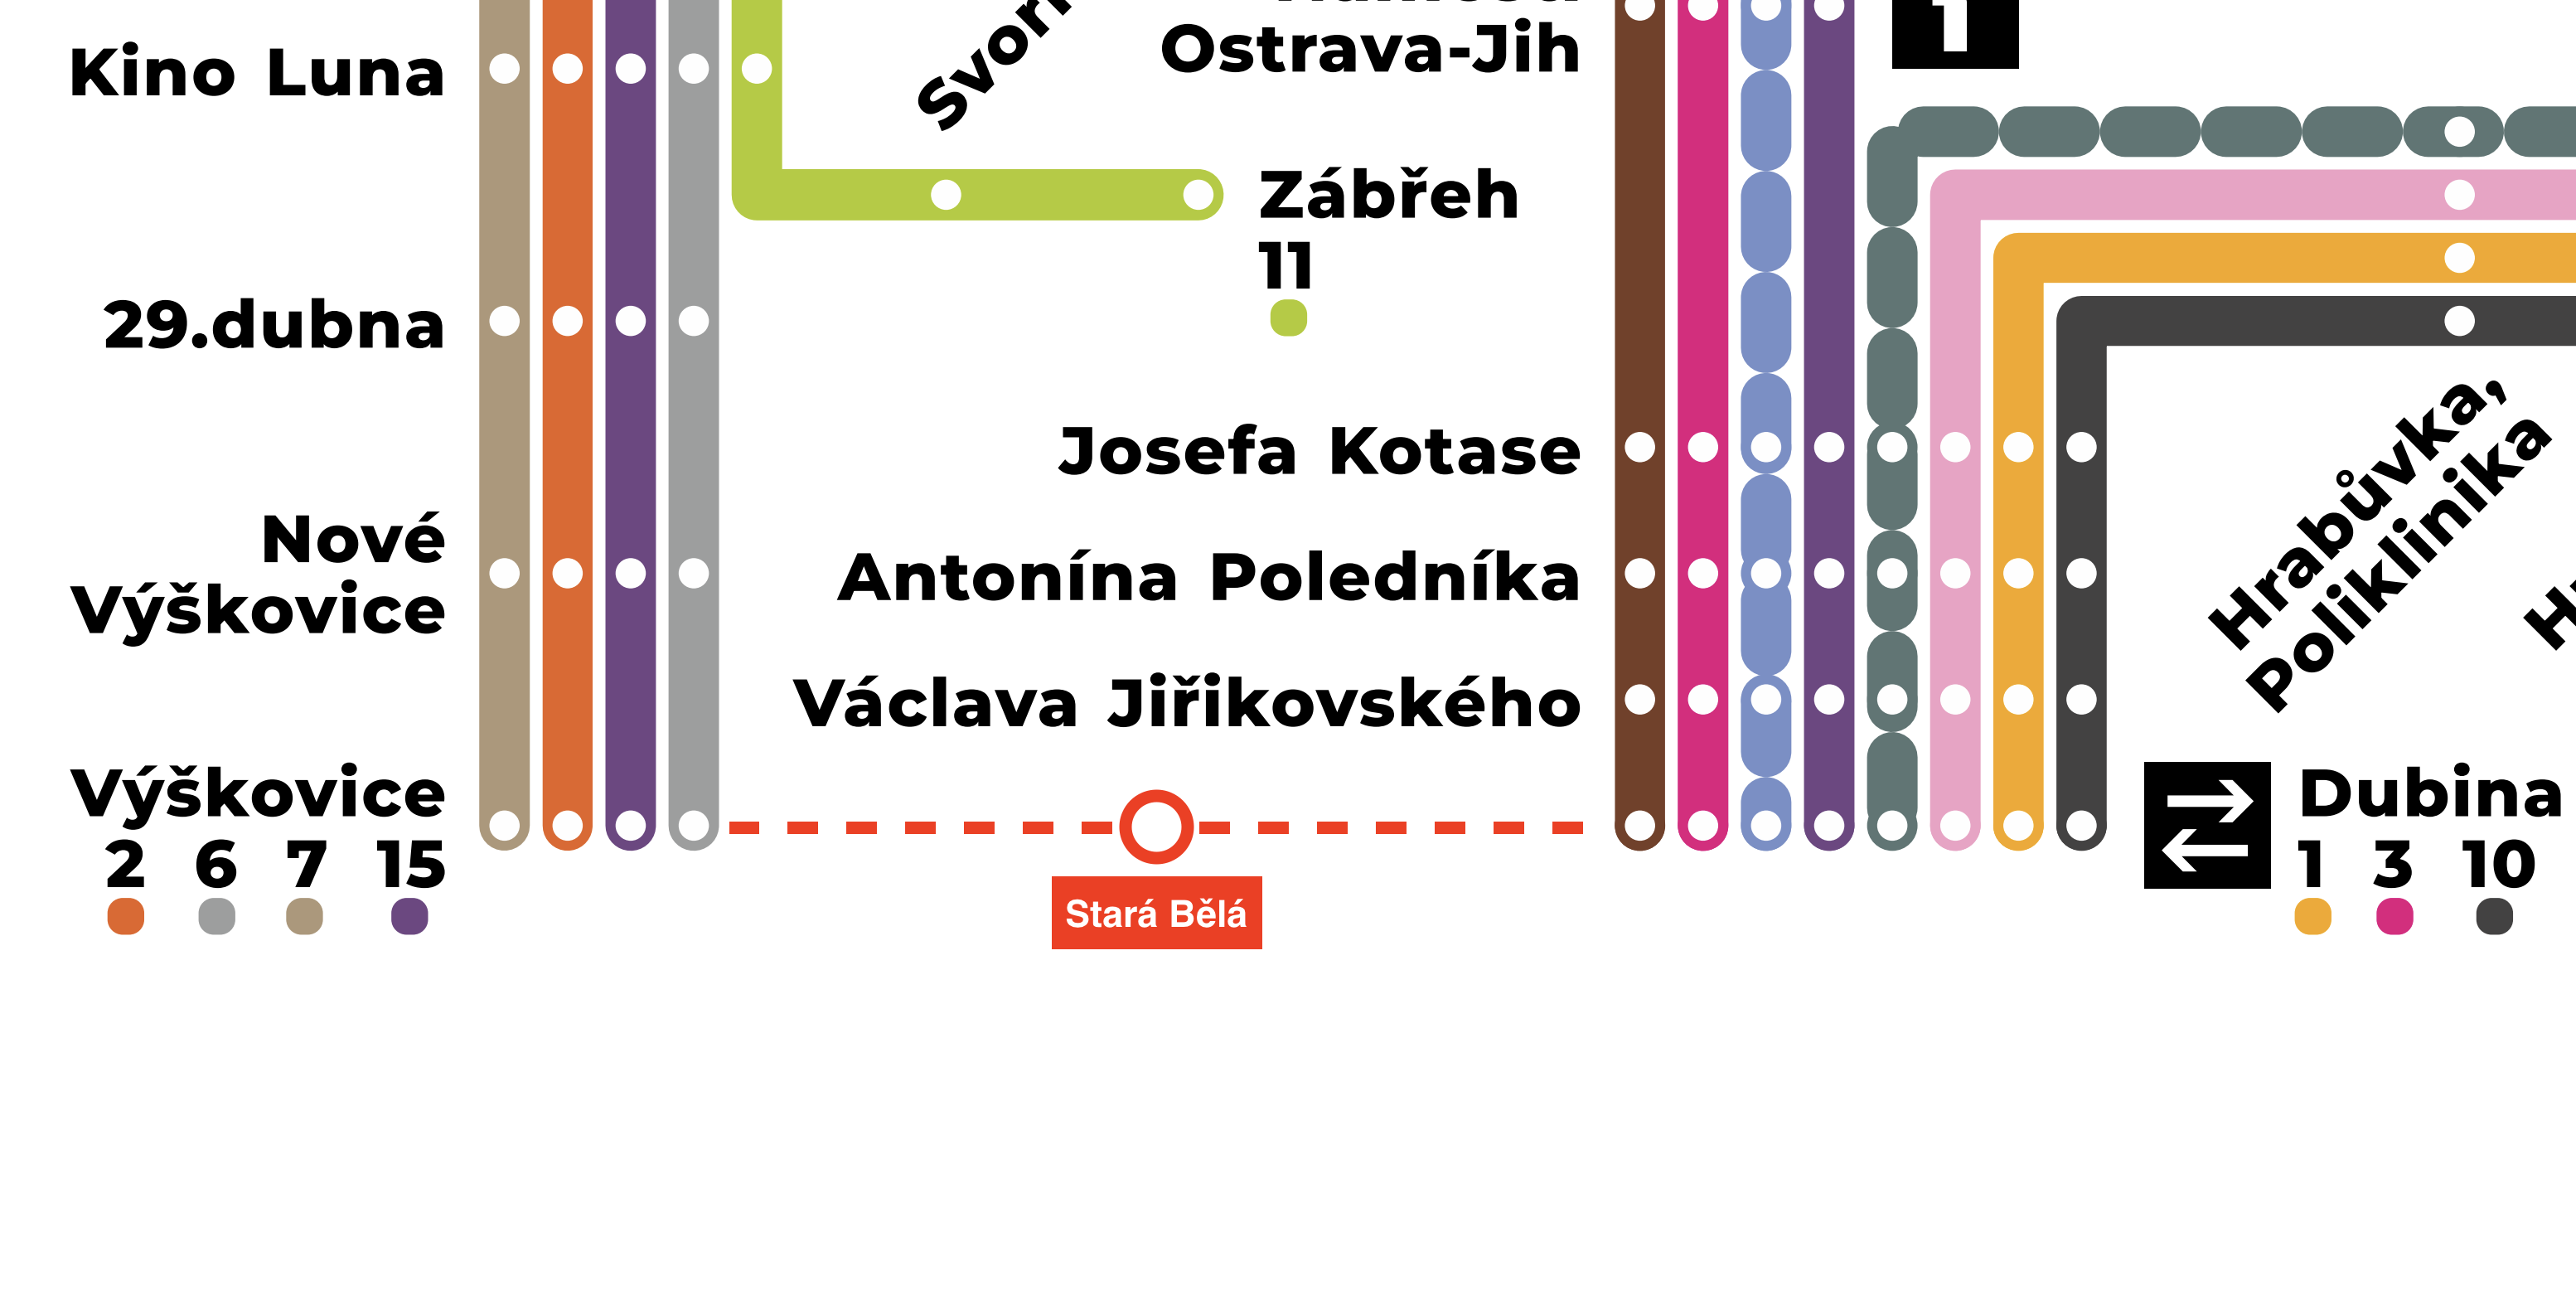 Kino Luna
Ostrava-Jih
1
Zábřeh
11
29.dubna
Josefa Kotase
Nové
Výškovice
Antonína Poledníka
Václava Jiřikovského
Hrabůvka,
Poliklinika
Výškovice
2 6 7 15
Stará Bělá
Dubina
1 3 10